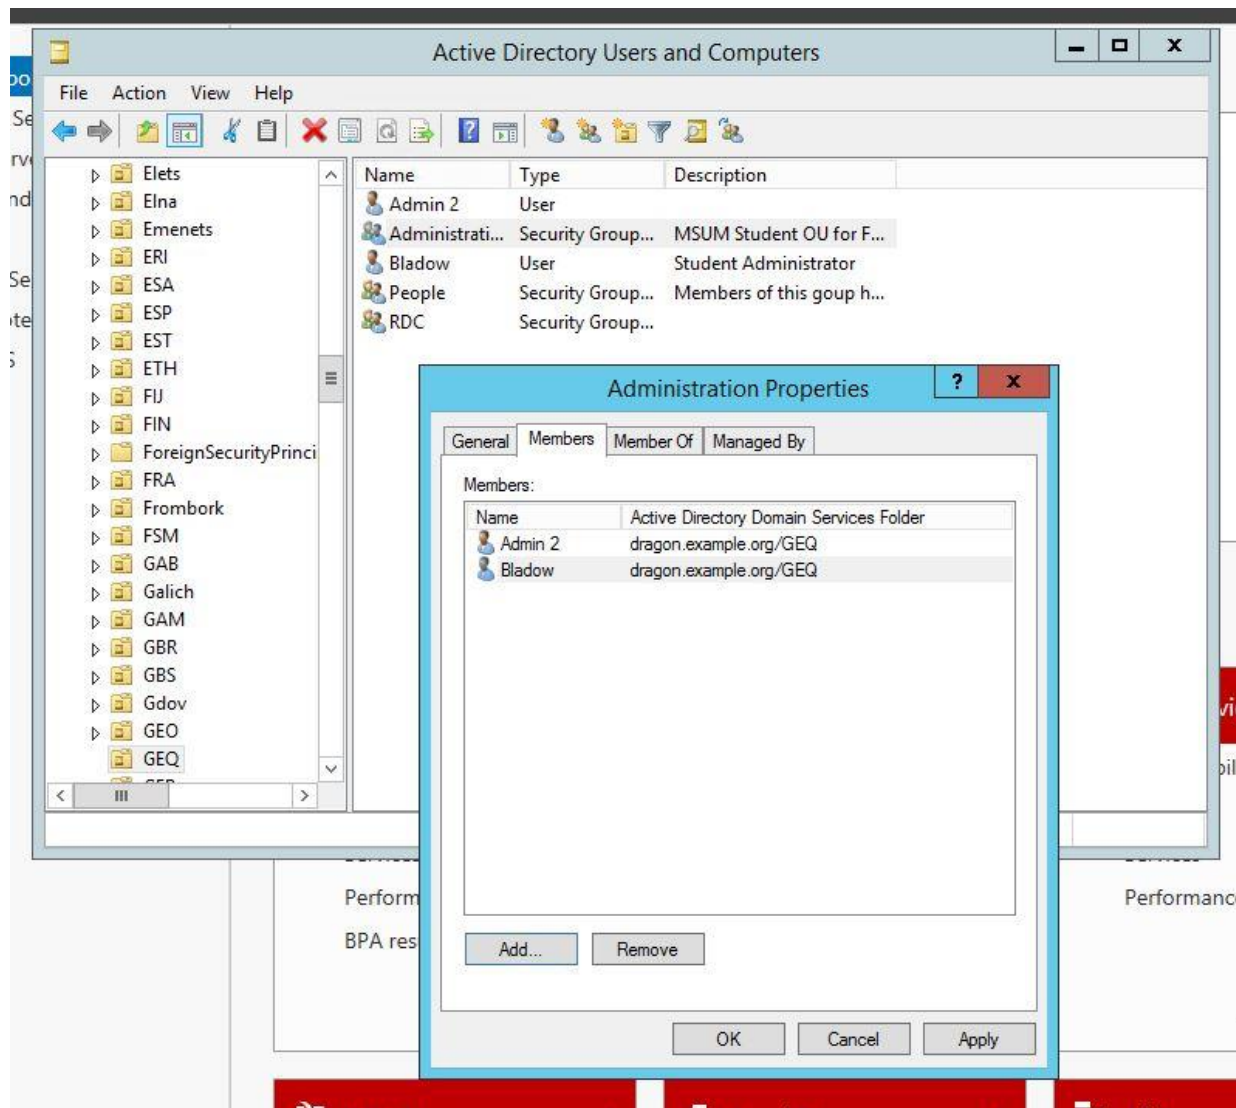 Active Directory Users and Computers
File Action View Help
Elets
Elna
Emenets
ERI
ESA
ESP
EST
ETH
FIJ
FIN
ForeignSecurityPrinci
FRA
Frombork
FSM
GAB
Galich
GAM
GBR
GBS
Gdov
GEO
GEQ
Name Type Description
Admin 2 User
Administrati... Security Group... MSUM Student OU for F...
Bladow User Student Administrator
People Security Group... Members of this goup h...
RDC Security Group...
Administration Properties
General Members Member Of Managed By
Members:
Name Active Directory Domain Services Folder
Admin 2 dragon.example.org/GEQ
Bladow dragon.example.org/GEQ
Add... Remove
OK Cancel Apply
Perform
BPA res
Performanc